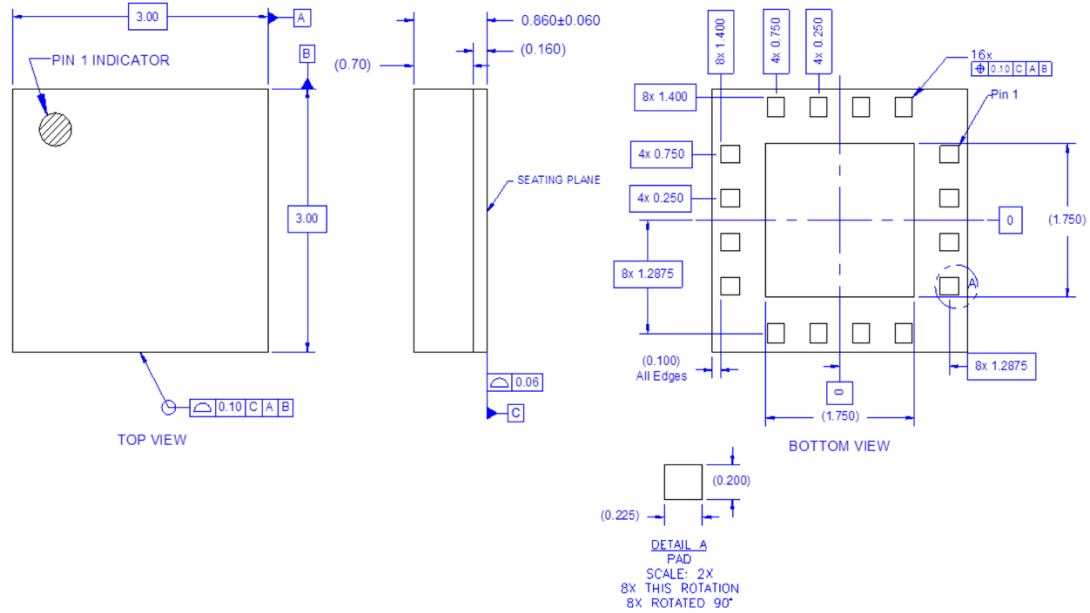 3.00
A
B
PIN 1 INDICATOR
3.00
0.10 C A B
TOP VIEW
0.860±0.060
(0.160)
(0.70)
SEATING PLANE
0.06
C
8x 1.400
4x 0.750
4x 0.250
16x
0.10 C A B
Pin 1
8x 1.400
4x 0.750
4x 0.250
0
(1.750)
8x 1.2875
A
(0.100)
All Edges
8x 1.2875
0
(1.750)
BOTTOM VIEW
(0.200)
(0.225)
DETAIL A
PAD
SCALE: 2X
8X THIS ROTATION
8X ROTATED 90°